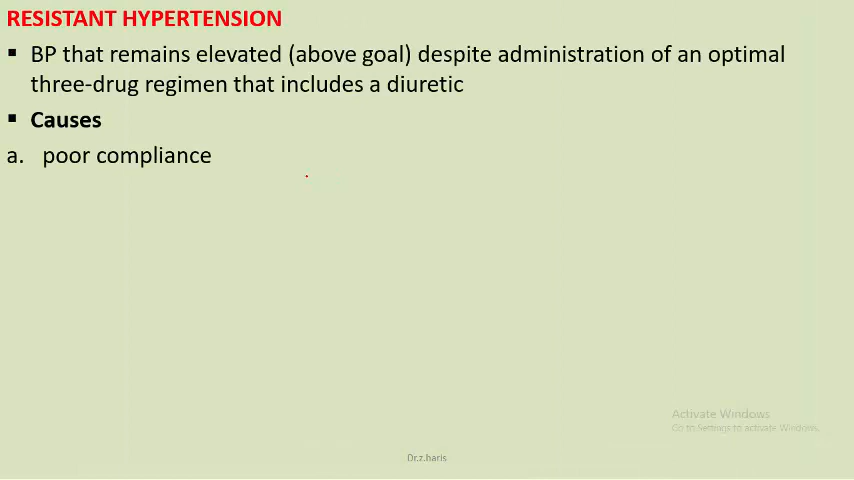 RESISTANT HYPERTENSION
▪ BP that remains elevated (above goal) despite administration of an optimal
three-drug regimen that includes a diuretic
▪ Causes
a. poor compliance
Activate Windows
Go to Settings to activate Windows.
Dr.z.haris